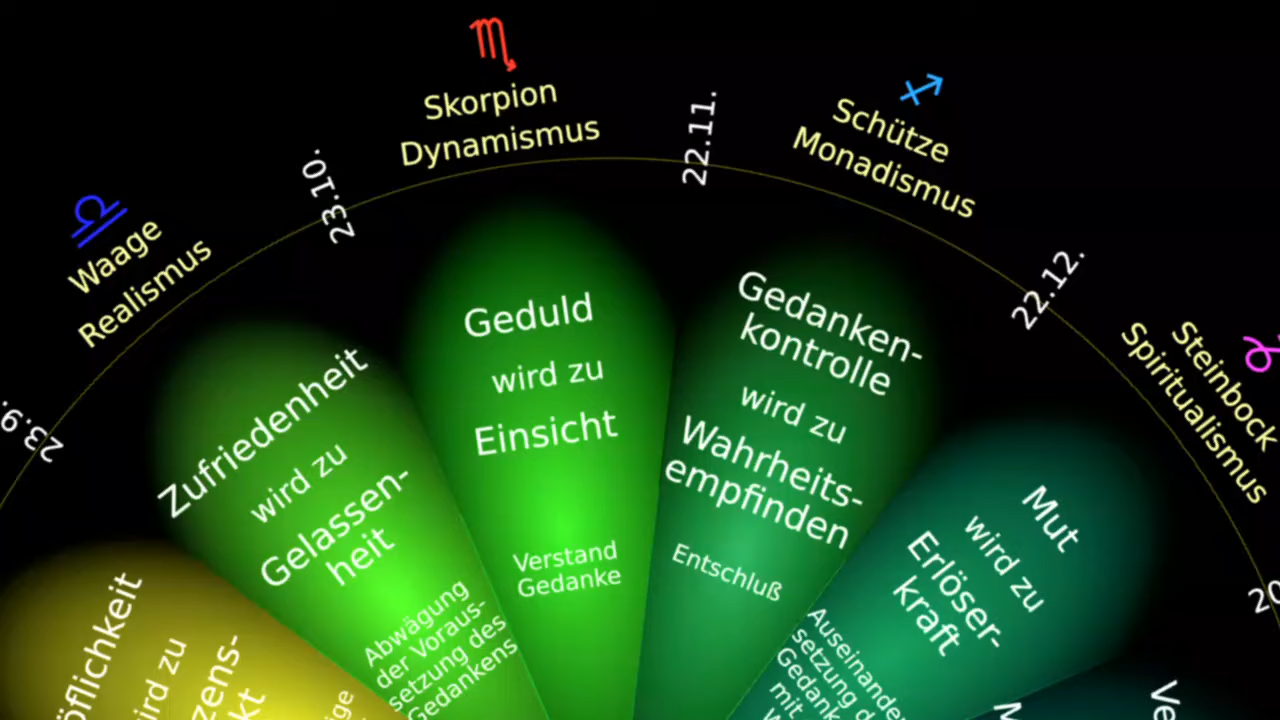 ♏
Skorpion
Dynamismus
♐
Schütze
Monadismus
♎
Waage
Realismus
Steinbock
Spiritualismus
23.9.
23.10.
22.11.
22.12.
Zufriedenheit
wird zu
Gelassen-
heit
Abwägung
der Voraus-
setzung des
Gedankens
Geduld
wird zu
Einsicht
Verstand
Gedanke
Gedanken-
kontrolle
wird zu
Wahrheits-
empfinden
Entschluß
Mut
wird zu
Erlöser-
kraft
mit